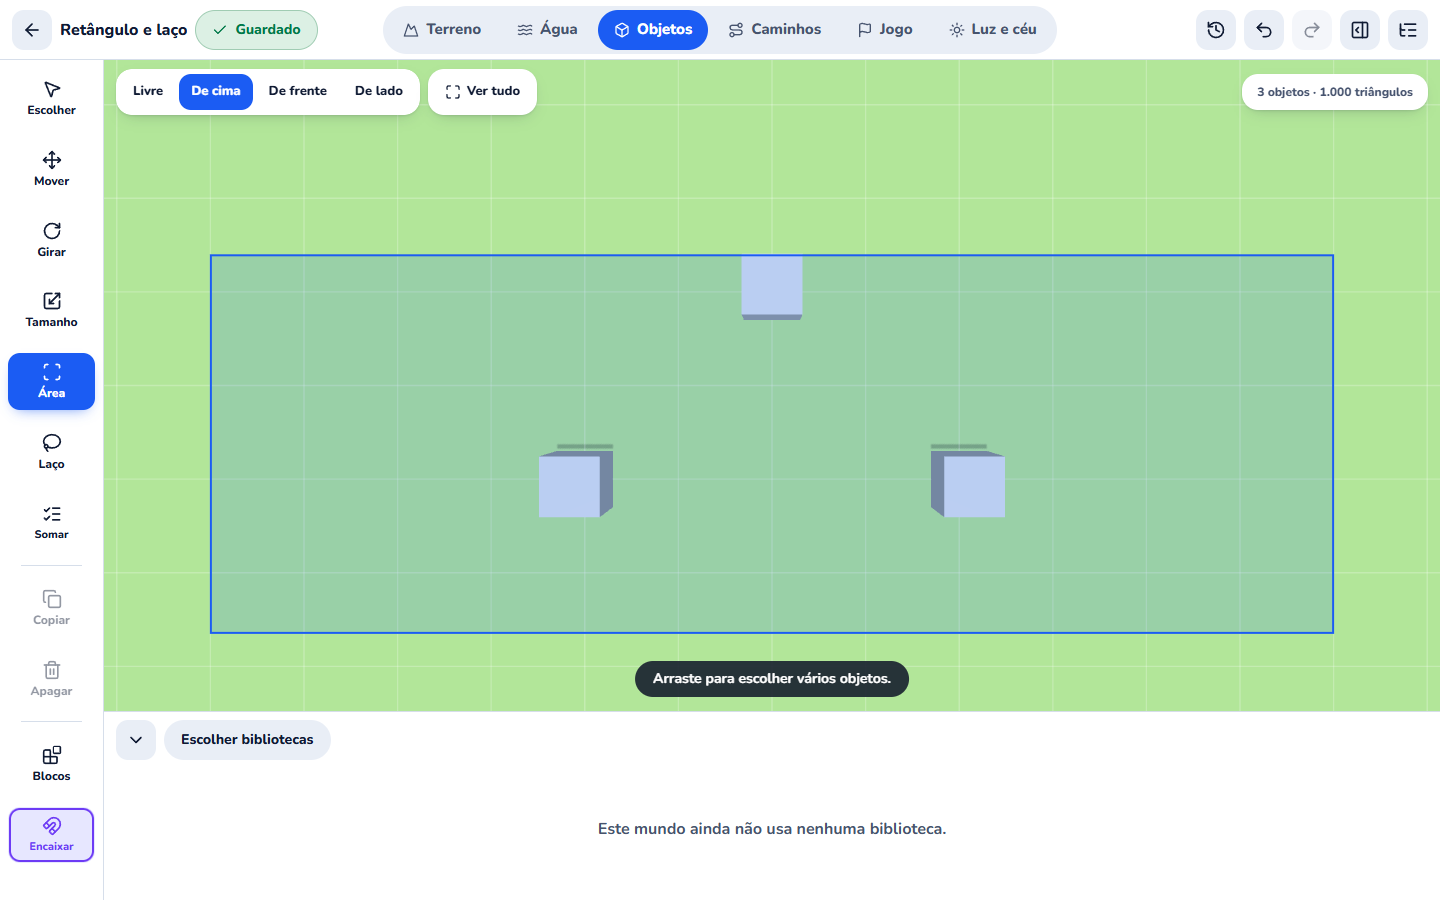 Retângulo e laço
Guardado
Terreno
Água
Objetos
Caminhos
Jogo
Luz e céu
Escolher
Mover
Girar
Tamanho
Área
Laço
Somar
Copiar
Apagar
Blocos
Encaixar
Livre
De cima
De frente
De lado
Ver tudo
3 objetos · 1.000 triângulos
Arraste para escolher vários objetos.
Escolher bibliotecas
Este mundo ainda não usa nenhuma biblioteca.